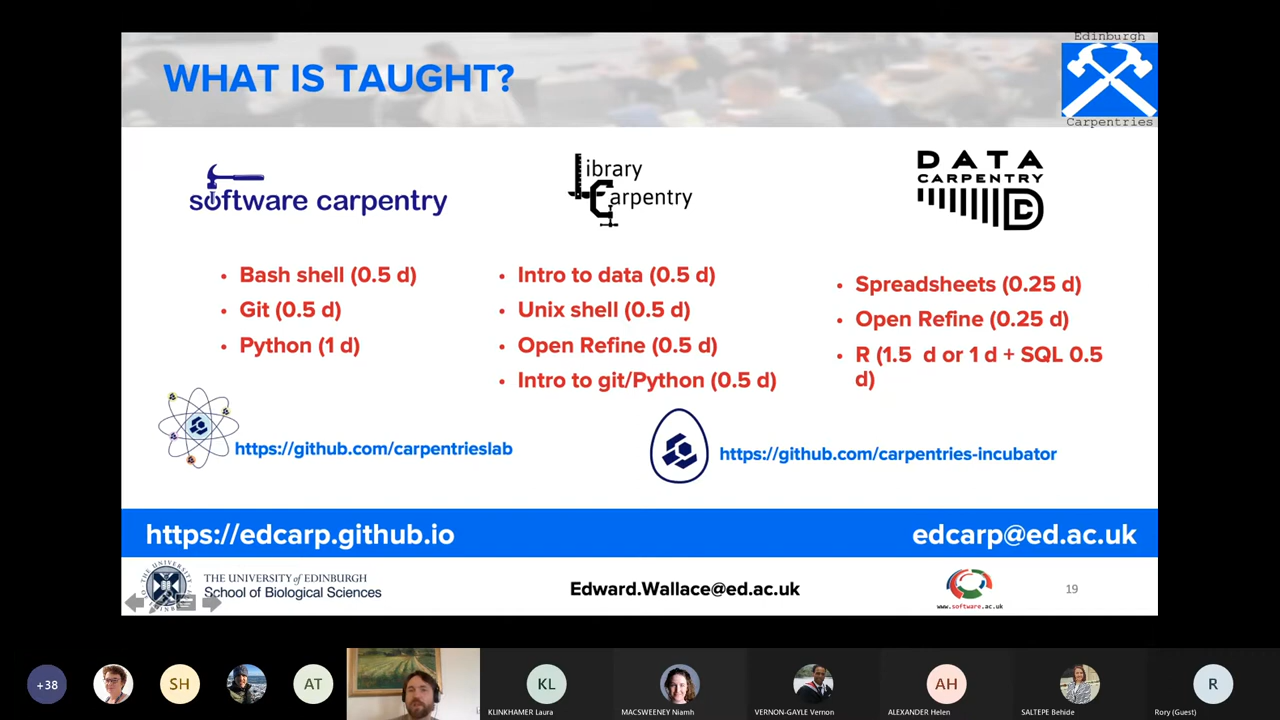 Edinburgh
WHAT IS TAUGHT?
Carpentries
software carpentry
Library
Carpentry
DATA
CARPENTRY
DC
• Bash shell (0.5 d)
• Git (0.5 d)
• Python (1 d)
• Intro to data (0.5 d)
• Unix shell (0.5 d)
• Open Refine (0.5 d)
• Intro to git/Python (0.5 d)
• Spreadsheets (0.25 d)
• Open Refine (0.25 d)
• R (1.5 d or 1 d + SQL 0.5
d)
https://github.com/carpentrieslab
https://github.com/carpentries-incubator
https://edcarp.github.io
edcarp@ed.ac.uk
THE UNIVERSITY of EDINBURGH
School of Biological Sciences
Edward.Wallace@ed.ac.uk
www.software.ac.uk
19
+38
SH
AT
KL
KLINKHAMER Laura
MACSWEENEY Niamh
VERNON-GAYLE Vernon
AH
ALEXANDER Helen
SALTEPE Behide
R
Rory (Guest)